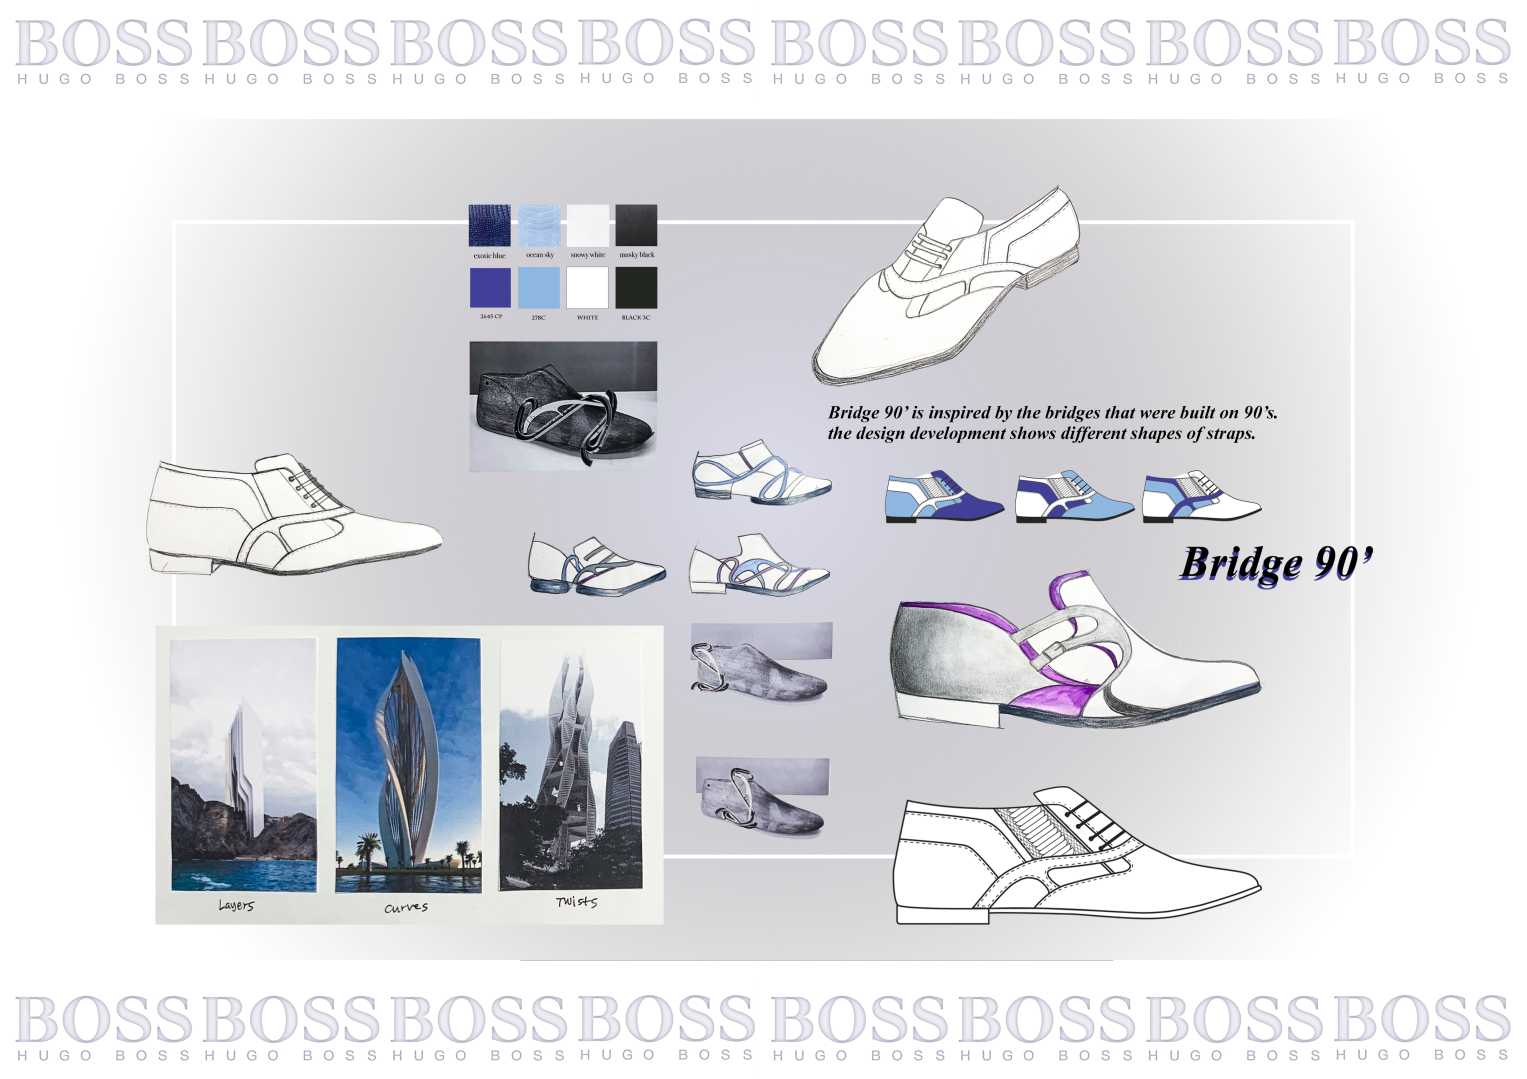 BOSS BOSS BOSS BOSS BOSS BOSS BOSS BOSS
HUGO BOSS HUGO BOSS HUGO BOSS HUGO BOSS HUGO BOSS HUGO BOSS HUGO BOSS HUGO BOSS
exotic blue ocean sky snowy white musky black
2645 CP 278C WHITE BLACK 3C
Bridge 90’ is inspired by the bridges that were built on 90’s.
the design development shows different shapes of straps.
Bridge 90’
Layers curves Twists
BOSS BOSS BOSS BOSS BOSS BOSS BOSS BOSS
HUGO BOSS HUGO BOSS HUGO BOSS HUGO BOSS HUGO BOSS HUGO BOSS HUGO BOSS HUGO BOSS